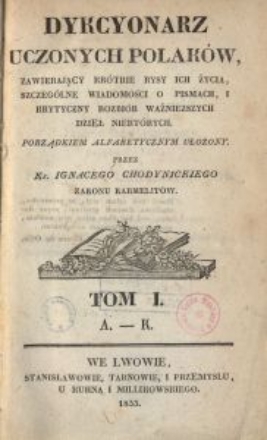 DYKCYONARZ
UCZONYCH POLAKÓW,
ZAWIERAJĄCY KRÓTKIE RYSY ICH ŻYCIA,
SZCZEGÓLNE WIADOMOŚCI O PISMACH, I
KRYTYCZNY ROZBIÓR WAŻNIEJSZYCH
DZIEŁ NIEKTÓRYCH.
PORZĄDKIEM ALFABETYCZNYM UŁOŻONY.
PRZEZ
Ks. IGNACEGO CHODYNICKIEGO
ZAKONU KARMELITÓW.
TOM I.
A. — K.
WE LWOWIE,
STANISŁAWOWIE, TARNOWIE, I PRZEMYŚLU,
U KUHNA I MILLIKOWSKIEGO.
1833.